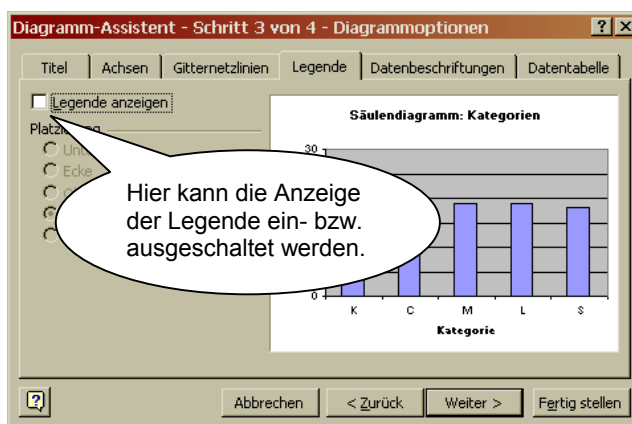 Diagramm-Assistent - Schritt 3 von 4 - Diagrammoptionen
Titel Achsen Gitternetzlinien Legende Datenbeschriftungen Datentabelle
Legende anzeigen
Säulendiagramm: Kategorien
30
Ecke
Hier kann die Anzeige
der Legende ein- bzw.
ausgeschaltet werden.
0
K C M L S
Kategorie
Abbrechen < Zurück Weiter > Fertig stellen